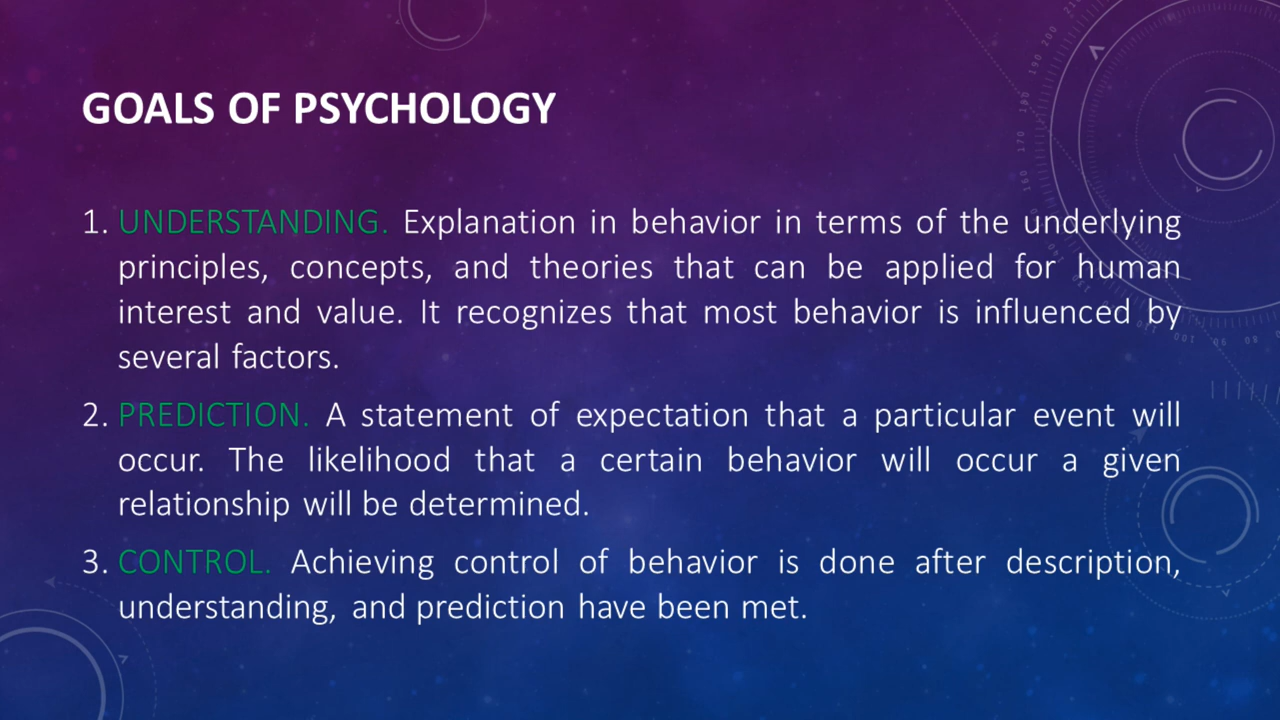 GOALS OF PSYCHOLOGY
1. UNDERSTANDING. Explanation in behavior in terms of the underlying
principles, concepts, and theories that can be applied for human
interest and value. It recognizes that most behavior is influenced by
several factors.
2. PREDICTION. A statement of expectation that a particular event will
occur. The likelihood that a certain behavior will occur a given
relationship will be determined.
3. CONTROL. Achieving control of behavior is done after description,
understanding, and prediction have been met.